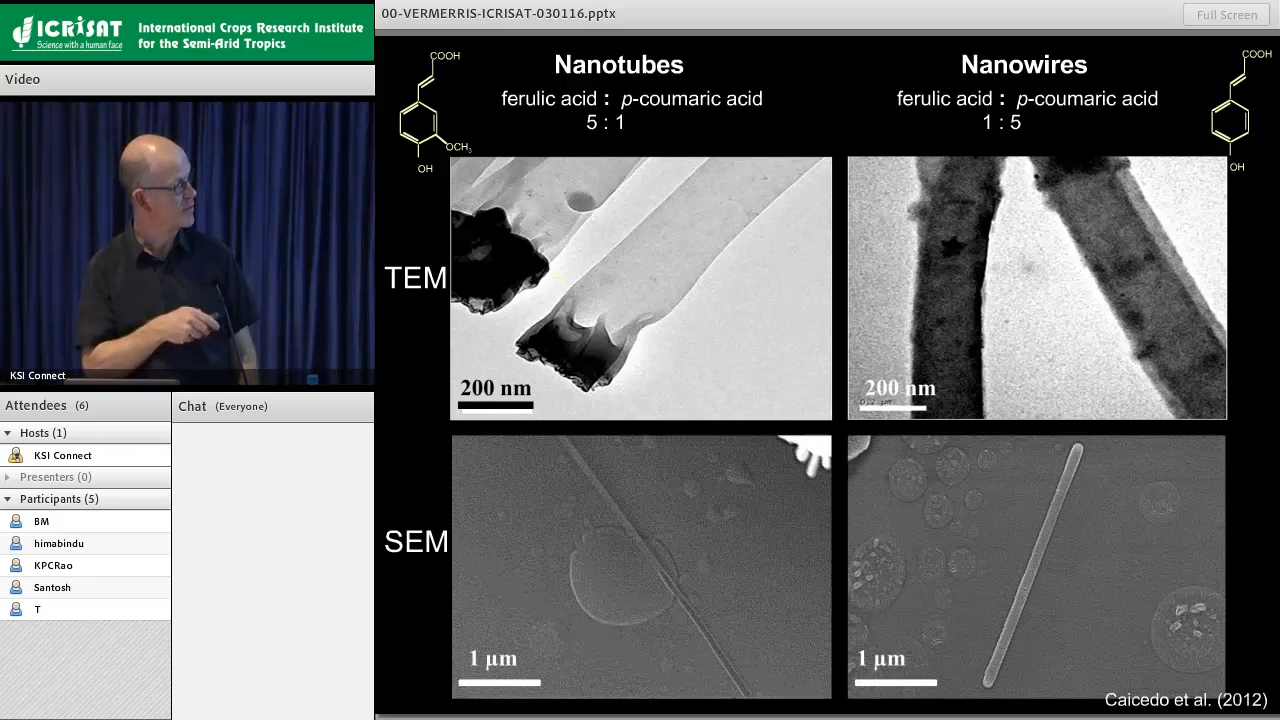 ICRISAT
Science with a human face
International Crops Research Institute
for the Semi-Arid Tropics
Video
KSI Connect
Attendees (6)
Hosts (1)
KSI Connect
Presenters (0)
Participants (5)
BM
himabindu
KPCRao
Santosh
T
Chat (Everyone)
00-VERMERRIS-ICRISAT-030116.pptx
Full Screen
COOH
OCH3
OH
Nanotubes
ferulic acid : p-coumaric acid
5 : 1
Nanowires
ferulic acid : p-coumaric acid
1 : 5
COOH
OH
TEM
200 nm
200 nm
0.2 µm
SEM
1 µm
1 µm
Caicedo et al. (2012)